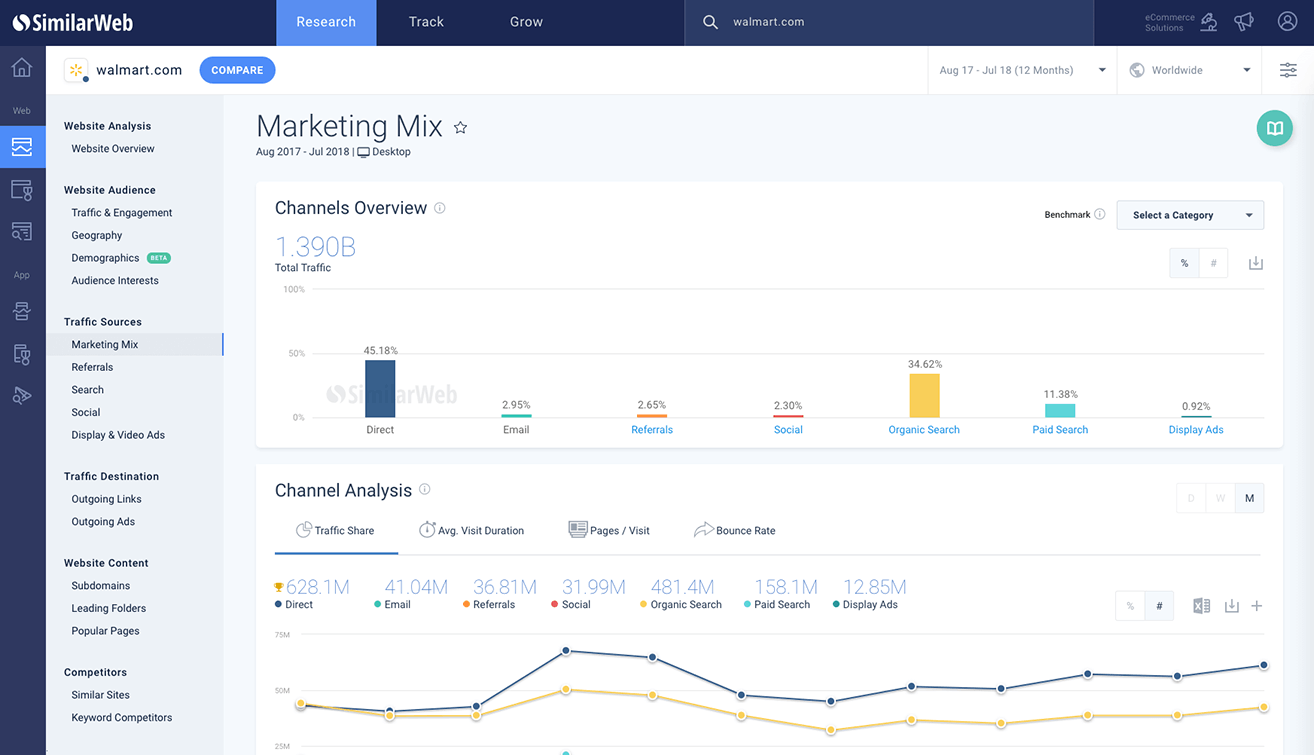 SimilarWeb
Research
Track
Grow
walmart.com
eCommerce
Solutions
walmart.com
COMPARE
Aug 17 - Jul 18 (12 Months)
Worldwide
Web
App
Website Analysis
Website Overview
Website Audience
Traffic & Engagement
Geography
Demographics BETA
Audience Interests
Traffic Sources
Marketing Mix
Referrals
Search
Social
Display & Video Ads
Traffic Destination
Outgoing Links
Outgoing Ads
Website Content
Subdomains
Leading Folders
Popular Pages
Competitors
Similar Sites
Keyword Competitors
Marketing Mix
Aug 2017 - Jul 2018 | Desktop
Channels Overview
Benchmark
Select a Category
1.390B
Total Traffic
% #
100%
50%
0%
45.18%
2.95%
2.65%
2.30%
34.62%
11.38%
0.92%
SimilarWeb
Direct
Email
Referrals
Social
Organic Search
Paid Search
Display Ads
Channel Analysis
D W M
Traffic Share
Avg. Visit Duration
Pages / Visit
Bounce Rate
628.1M
Direct
41.04M
Email
36.81M
Referrals
31.99M
Social
481.4M
Organic Search
158.1M
Paid Search
12.85M
Display Ads
% #
75M
50M
25M